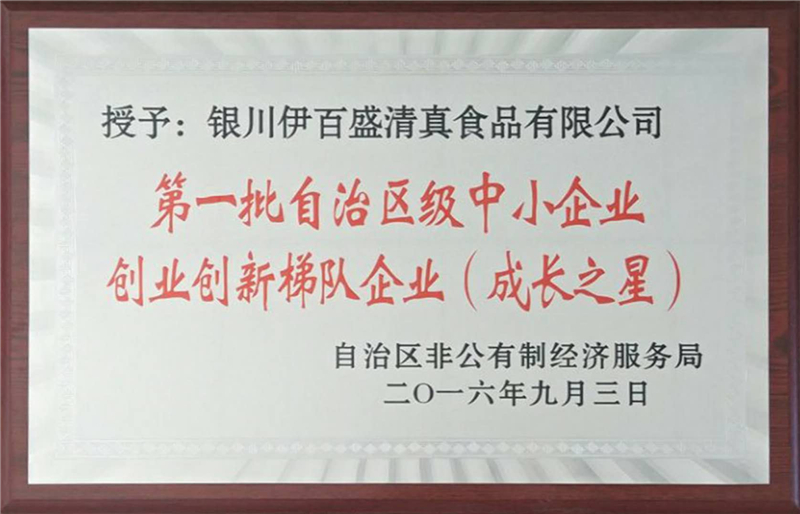 授予：银川伊百盛清真食品有限公司
第一批自治区级中小企业
创业创新梯队企业（成长之星）
自治区非公有制经济服务局
二〇一六年九月三日